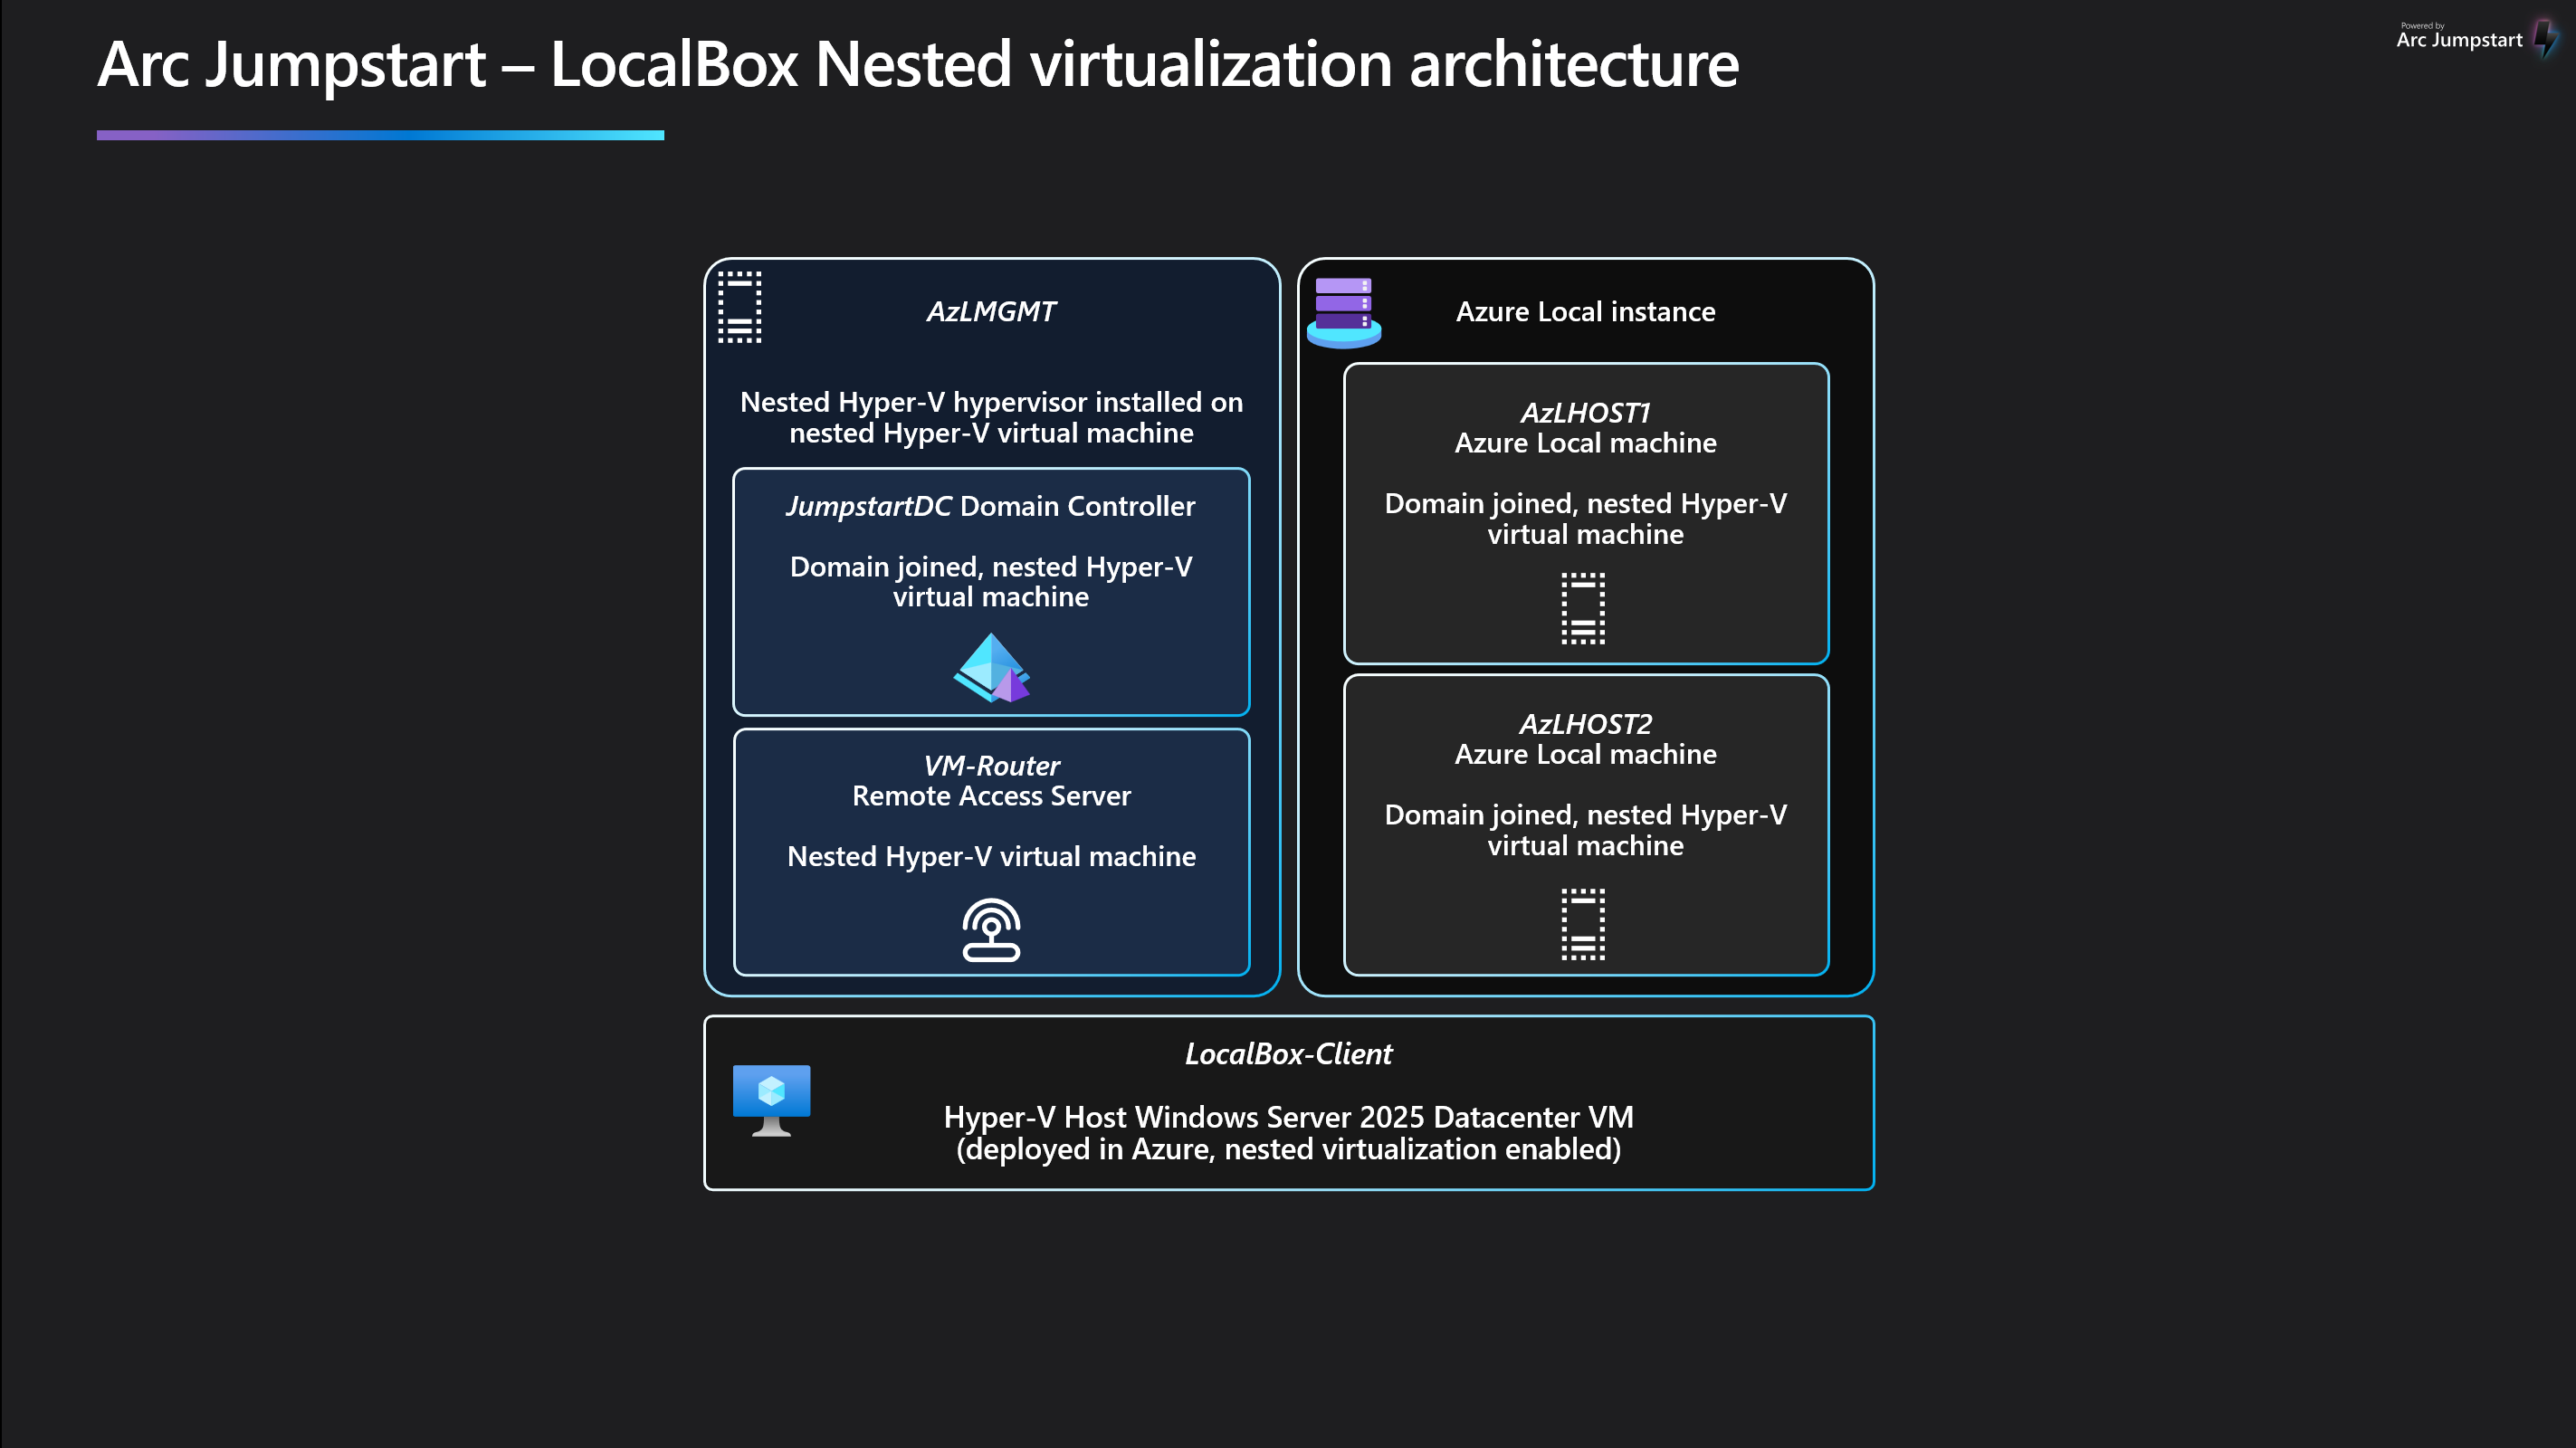 Arc Jumpstart – LocalBox Nested virtualization architecture
Powered by
Arc Jumpstart
AzLMGMT
Nested Hyper-V hypervisor installed on
nested Hyper-V virtual machine
JumpstartDC Domain Controller
Domain joined, nested Hyper-V
virtual machine
VM-Router
Remote Access Server
Nested Hyper-V virtual machine
Azure Local instance
AzLHOST1
Azure Local machine
Domain joined, nested Hyper-V
virtual machine
AzLHOST2
Azure Local machine
Domain joined, nested Hyper-V
virtual machine
LocalBox-Client
Hyper-V Host Windows Server 2025 Datacenter VM
(deployed in Azure, nested virtualization enabled)